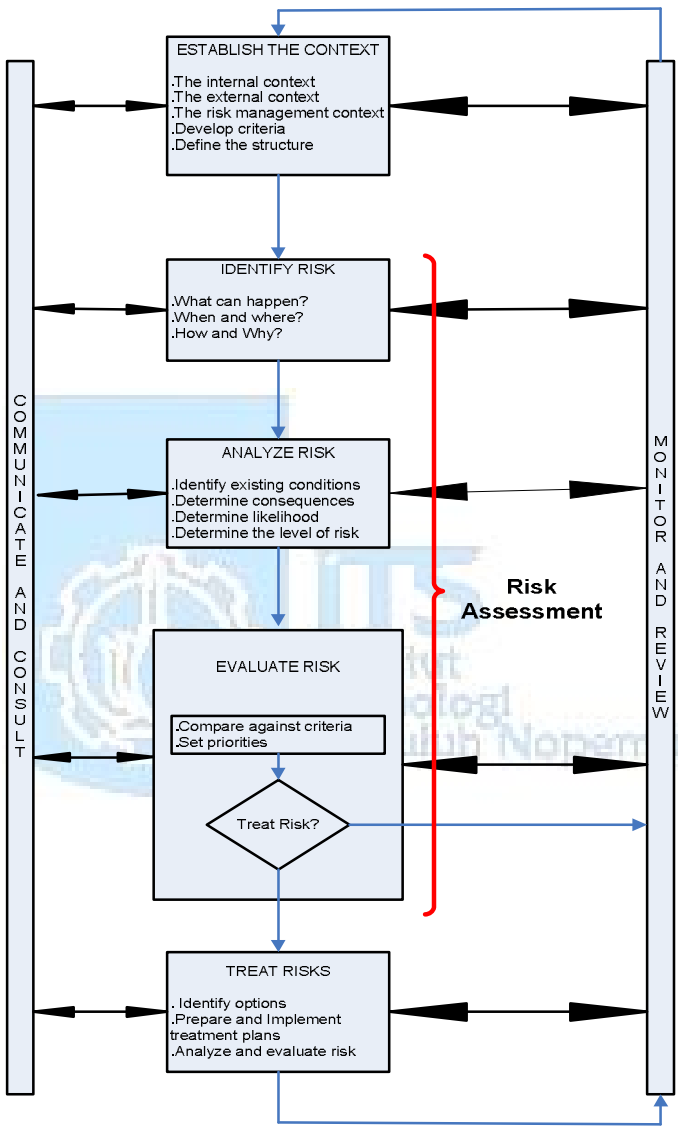 ESTABLISH THE CONTEXT
.The internal context
.The external context
.The risk management context
.Develop criteria
.Define the structure
IDENTIFY RISK
.What can happen?
.When and where?
.How and Why?
ANALYZE RISK
.Identify existing conditions
.Determine consequences
.Determine likelihood
.Determine the level of risk
EVALUATE RISK
.Compare against criteria
.Set priorities
Treat Risk?
TREAT RISKS
. Identify options
.Prepare and Implement
treatment plans
.Analyze and evaluate risk
COMMUNICATE AND CONSULT
MONITOR AND REVIEW
Risk
Assessment
ITS